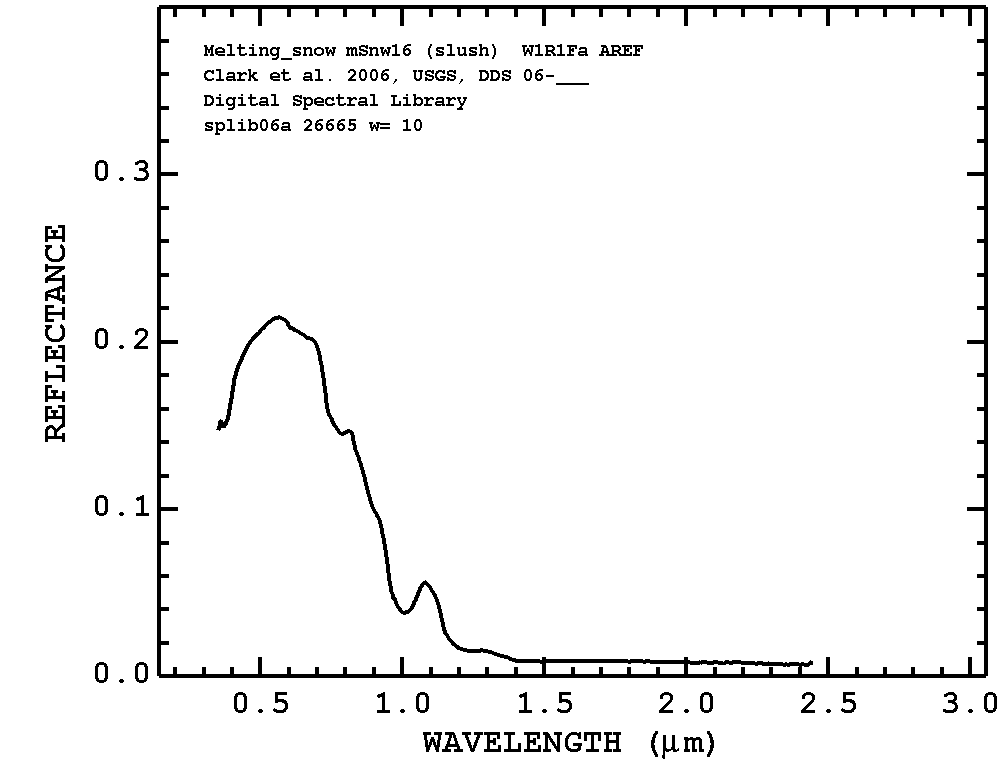 Melting_snow mSnw16 (slush)  W1R1Fa AREF
Clark et al. 2006, USGS, DDS 06-___
Digital Spectral Library
splib06a 26665 w= 10
REFLECTANCE
0.3
0.2
0.1
0.0
0.5 1.0 1.5 2.0 2.5 3.0
WAVELENGTH (μm)